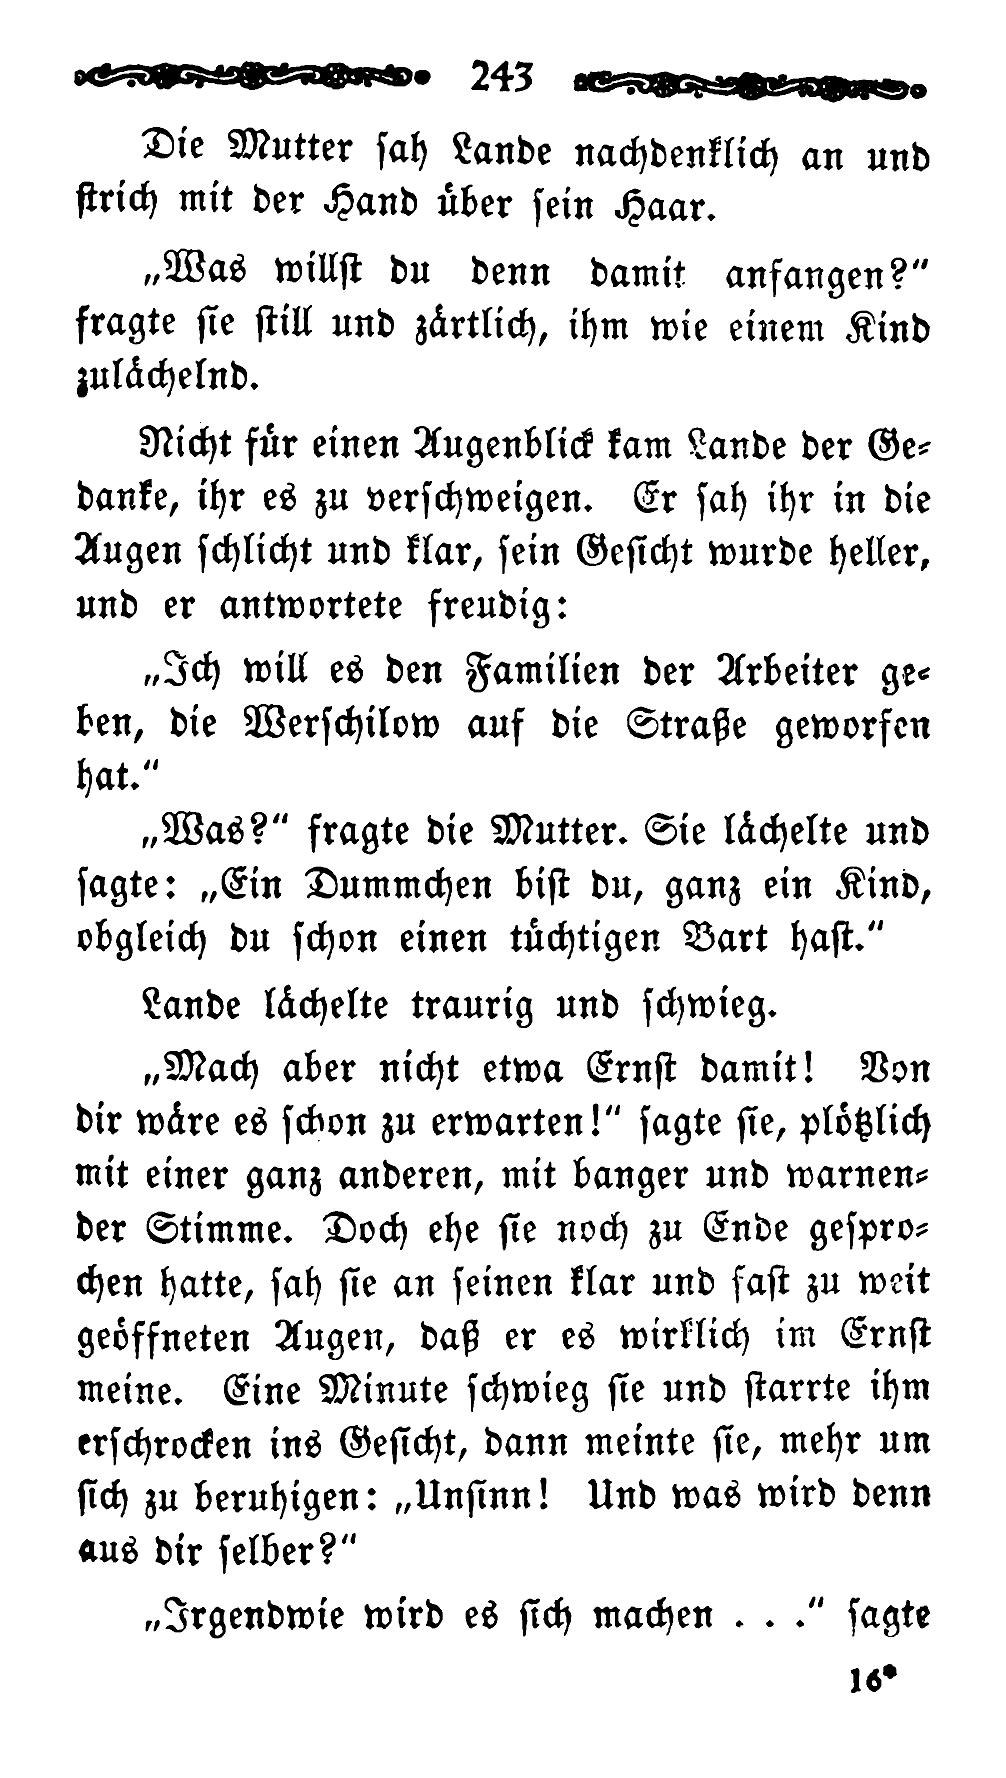 243
Die Mutter sah Lande nachdenklich an und
strich mit der Hand über sein Haar.
„Was willst du denn damit anfangen?“
fragte sie still und zärtlich, ihm wie einem Kind
zulächelnd.
Nicht für einen Augenblick kam Lande der Ge-
danke, ihr es zu verschweigen. Er sah ihr in die
Augen schlicht und klar, sein Gesicht wurde heller,
und er antwortete freudig:
„Ich will es den Familien der Arbeiter ge-
ben, die Werschilow auf die Straße geworfen
hat.“
„Was?“ fragte die Mutter. Sie lächelte und
sagte: „Ein Dummchen bist du, ganz ein Kind,
obgleich du schon einen tüchtigen Bart hast.“
Lande lächelte traurig und schwieg.
„Mach aber nicht etwa Ernst damit! Von
dir wäre es schon zu erwarten!“ sagte sie, plötzlich
mit einer ganz anderen, mit banger und warnen-
der Stimme. Doch ehe sie noch zu Ende gespro-
chen hatte, sah sie an seinen klar und fast zu weit
geöffneten Augen, daß er es wirklich im Ernst
meine. Eine Minute schwieg sie und starrte ihm
erschrocken ins Gesicht, dann meinte sie, mehr um
sich zu beruhigen: „Unsinn! Und was wird denn
aus dir selber?“
„Irgendwie wird es sich machen . . .“ sagte
16*